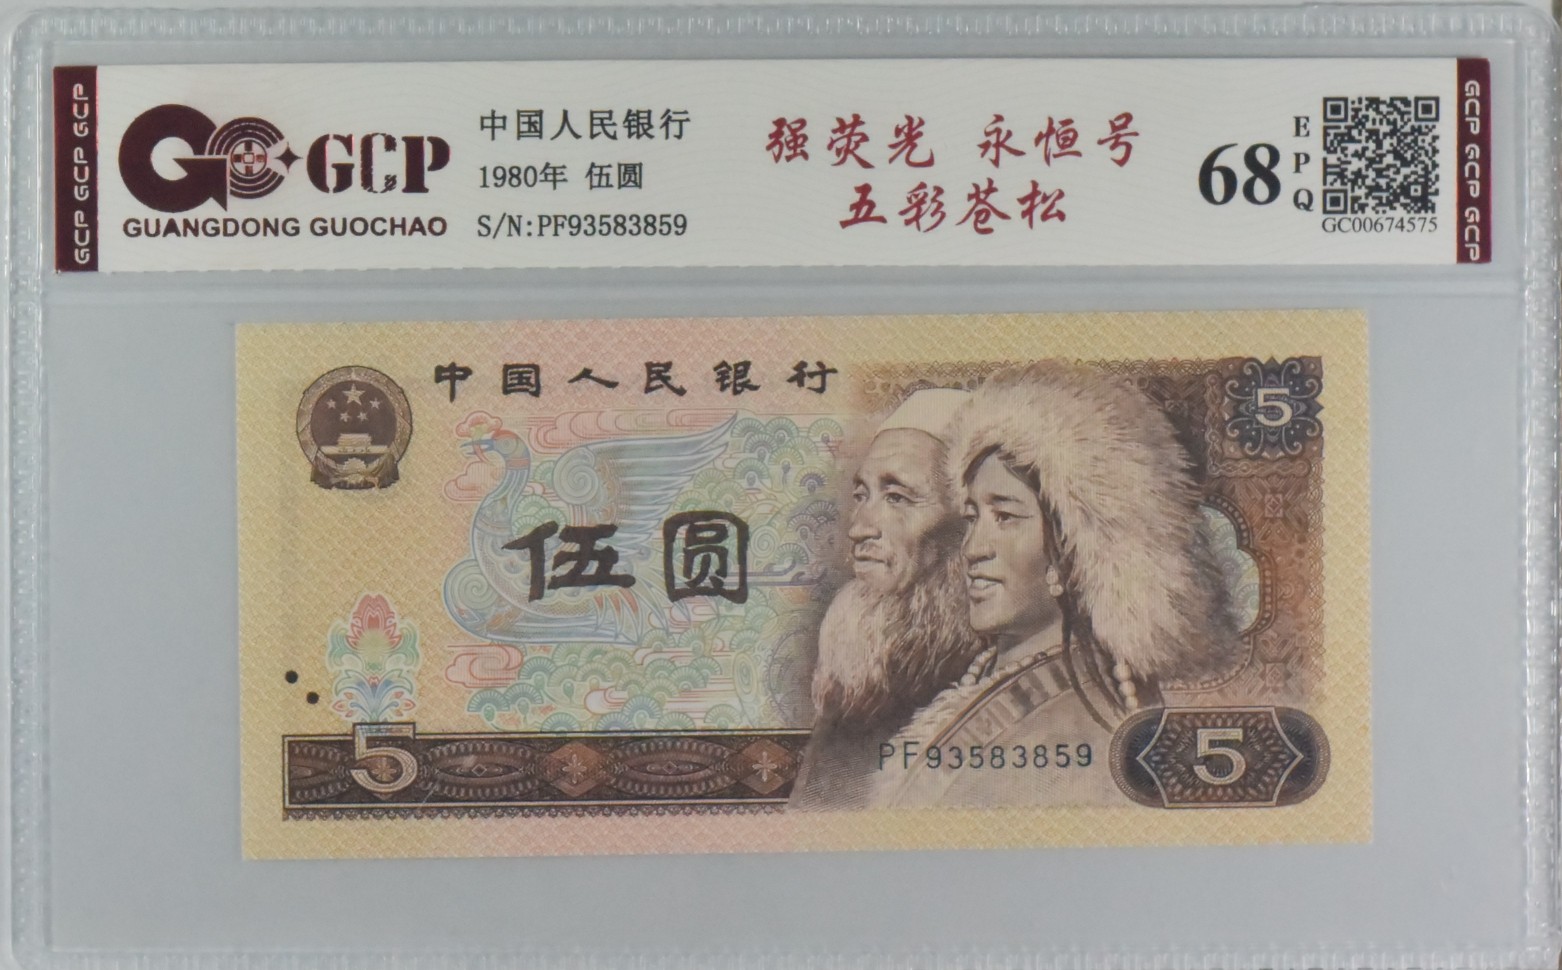 GCP GCP GCP
GCP
GUANGDONG GUOCHAO
中国人民银行
1980年 伍圆
S/N:PF93583859
强荧光 永恒号
五彩苍松
68
EPQ
GC00674575
GCP GCP GCP
中国人民银行
5
伍圆
5
PF93583859
5